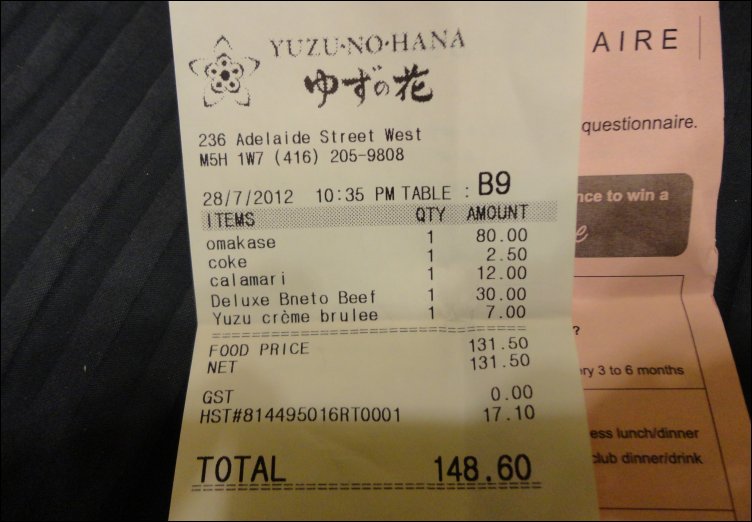 YUZU·NO·HANA
ゆずの花
236 Adelaide Street West
M5H 1W7 (416) 205-9808
28/7/2012 10:35 PM TABLE : B9
ITEMS QTY AMOUNT
omakase 1 80.00
coke 1 2.50
calamari 1 12.00
Deluxe Bneto Beef 1 30.00
Yuzu crème brulee 1 7.00
FOOD PRICE 131.50
NET 131.50
GST 0.00
HST#814495016RT0001 17.10
TOTAL 148.60
AIRE
questionnaire.
nce to win a
?
ry 3 to 6 months
ess lunch/dinner
club dinner/drink